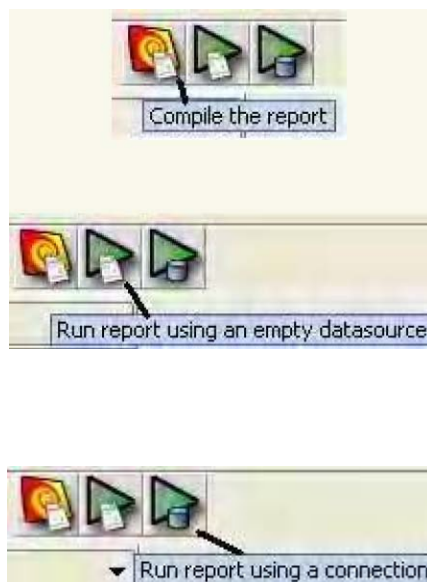 Compile the report
Run report using an empty datasource
Run report using a connection